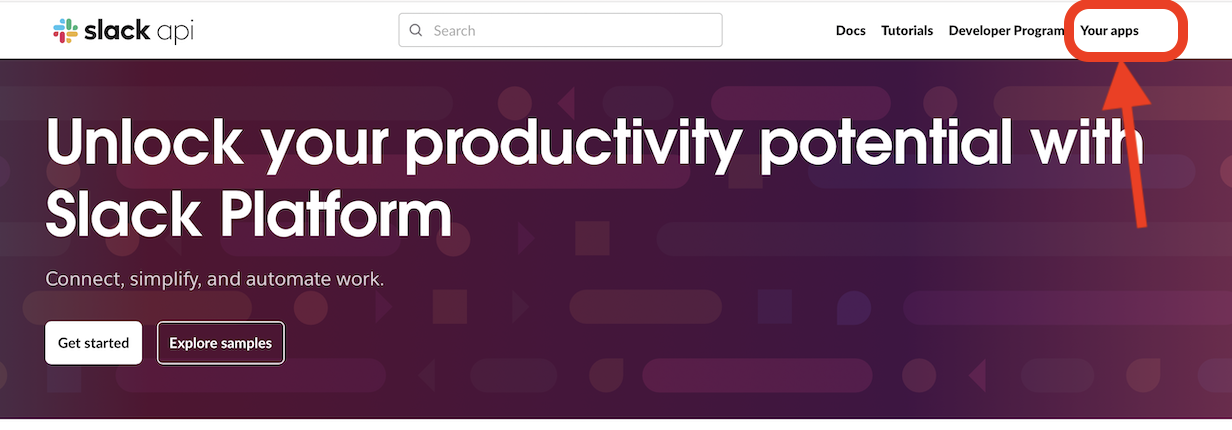 slack api
Search
Docs Tutorials Developer Program Your apps
Unlock your productivity potential with
Slack Platform
Connect, simplify, and automate work.
Get started Explore samples